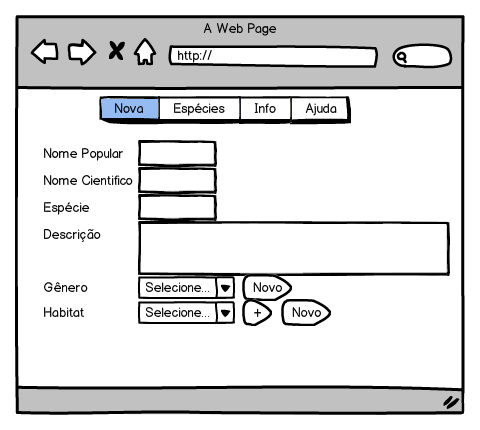 A Web Page
http://
Nova Espécies Info Ajuda
Nome Popular
Nome Cientifico
Espécie
Descrição
Gênero Selecione... Novo
Habitat Selecione... + Novo